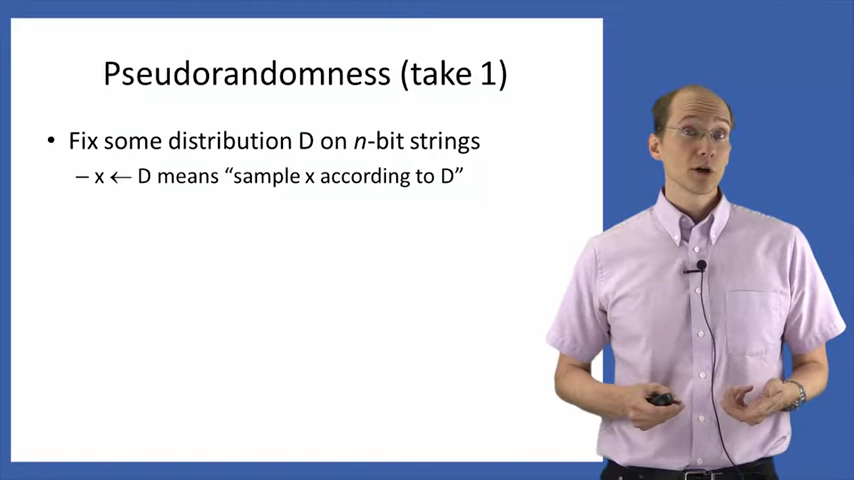 Pseudorandomness (take 1)
• Fix some distribution D on n-bit strings
– x ← D means “sample x according to D”